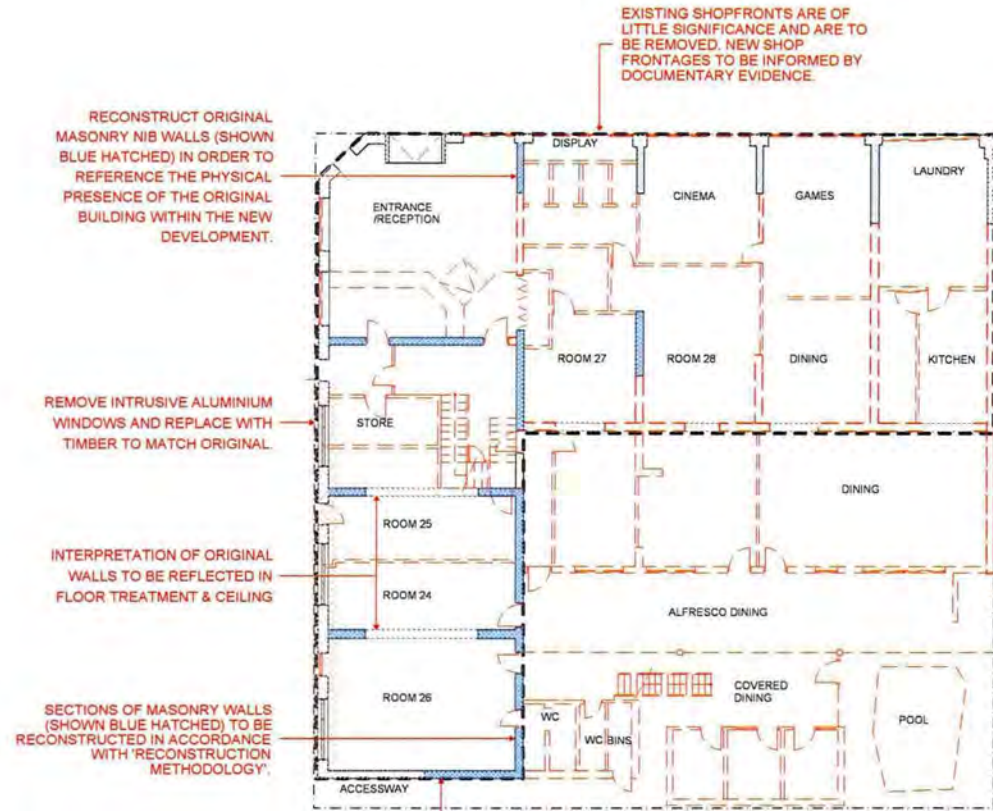 EXISTING SHOPFRONTS ARE OF
LITTLE SIGNIFICANCE AND ARE TO
BE REMOVED. NEW SHOP
FRONTAGES TO BE INFORMED BY
DOCUMENTARY EVIDENCE.
RECONSTRUCT ORIGINAL
MASONRY NIB WALLS (SHOWN
BLUE HATCHED) IN ORDER TO
REFERENCE THE PHYSICAL
PRESENCE OF THE ORIGINAL
BUILDING WITHIN THE NEW
DEVELOPMENT.
DISPLAY
ENTRANCE
/RECEPTION
CINEMA
GAMES
LAUNDRY
ROOM 27
ROOM 28
DINING
KITCHEN
REMOVE INTRUSIVE ALUMINIUM
WINDOWS AND REPLACE WITH
TIMBER TO MATCH ORIGINAL.
STORE
DINING
ROOM 25
INTERPRETATION OF ORIGINAL
WALLS TO BE REFLECTED IN
FLOOR TREATMENT & CEILING
ROOM 24
ALFRESCO DINING
ROOM 26
COVERED
DINING
POOL
WC
WC
BINS
SECTIONS OF MASONRY WALLS
(SHOWN BLUE HATCHED) TO BE
RECONSTRUCTED IN ACCORDANCE
WITH 'RECONSTRUCTION
METHODOLOGY'.
ACCESSWAY